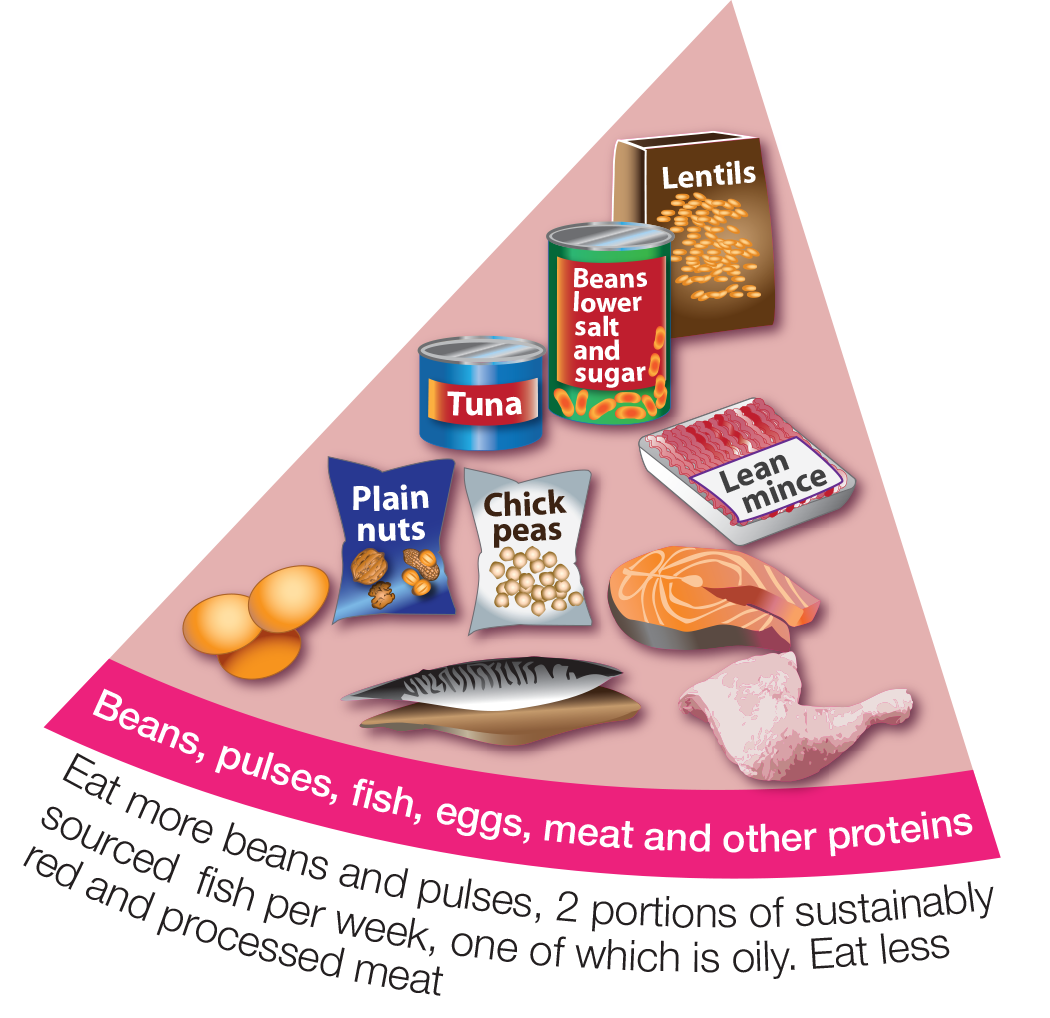 Lentils
Beans
lower
salt
and
sugar
Tuna
Lean
mince
Plain
nuts
Chick
peas
Beans, pulses, fish, eggs, meat and other proteins
Eat more beans and pulses, 2 portions of sustainably
sourced fish per week, one of which is oily. Eat less
red and processed meat